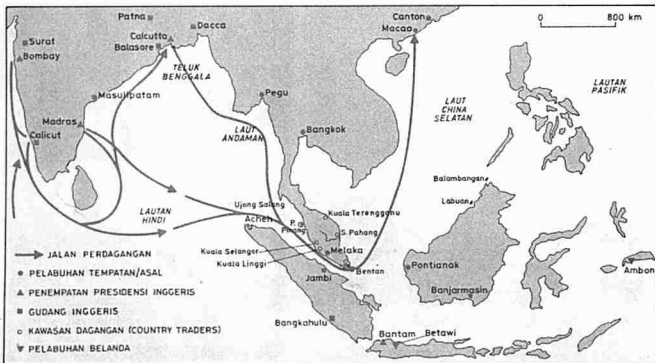 Patna
Dacca
Canton
Macao
0 800 km
Surat
Calcutta
Balasore
Bombay
TELUK
BENGGALA
Masulipatam
Pegu
LAUT
CHINA
SELATAN
LAUTAN
PASIFIK
Madras
Calicut
LAUT
ANDAMAN
Bangkok
Balambangan
Labuan
LAUTAN
HINDI
Ujong Salang
Acheh
P.
Pinang
Kuala Terengganu
S. Pahang
Kuala Selangor
Melaka
Kuala Linggi
Bentan
Jambi
Pontianak
Ambon
Banjarmasin
Bangkahulu
Bantam
Betawi
JALAN PERDAGANGAN
PELABUHAN TEMPATAN/ASAL
PENEMPATAN PRESIDENSI INGGERIS
GUDANG INGGERIS
KAWASAN DAGANGAN (COUNTRY TRADERS)
PELABUHAN BELANDA